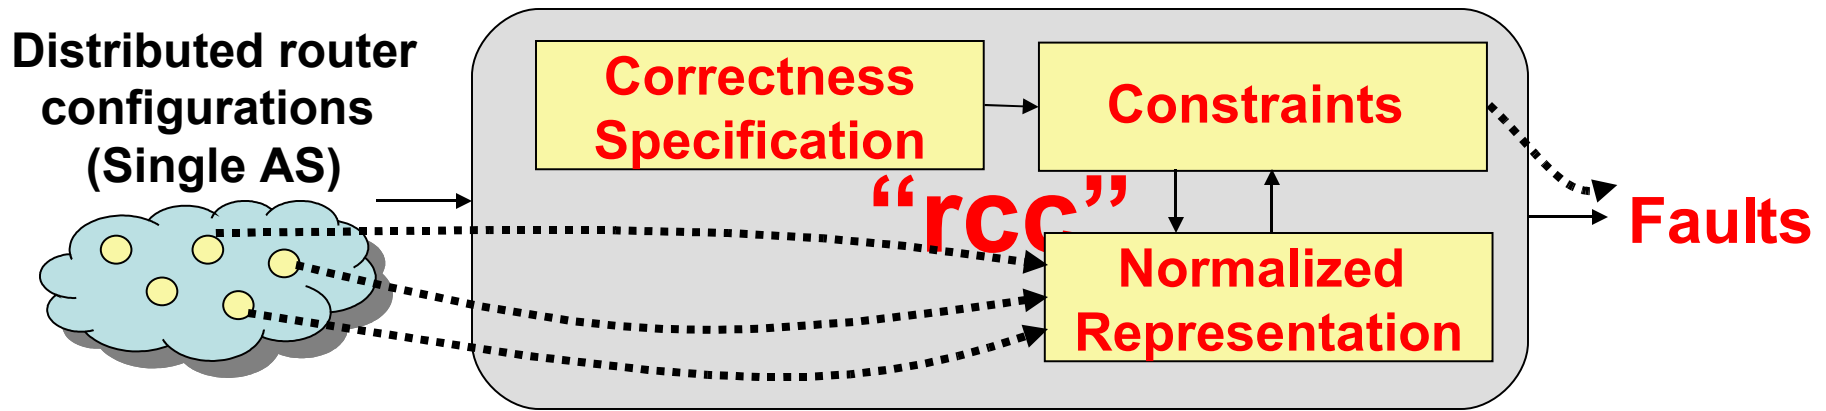 Distributed router
configurations
(Single AS)
Correctness
Specification
Constraints
“rcc”
Normalized
Representation
Faults